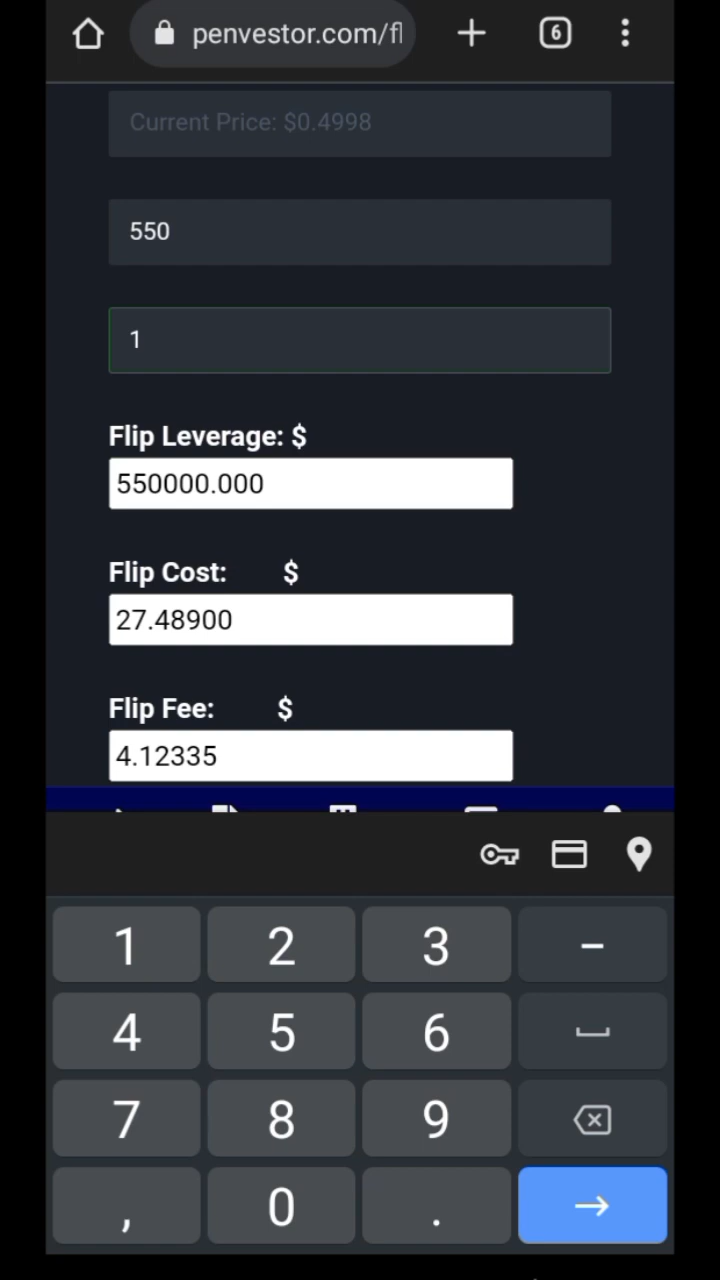 penvestor.com/fl
6
Current Price: $0.4998
550
1
Flip Leverage: $
550000.000
Flip Cost: $
27.48900
Flip Fee: $
4.12335
1 2 3 –
4 5 6
7 8 9
, 0 .